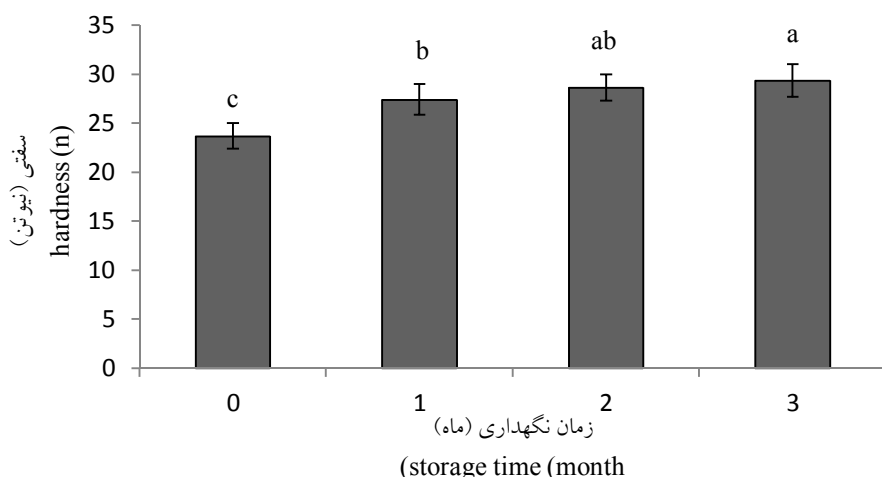 35
30
25
20
15
10
5
0
c
b
ab
a
سفتی (نیوتن)
hardness (n)
0 1 2 3
زمان نگهداری (ماه)
(storage time (month